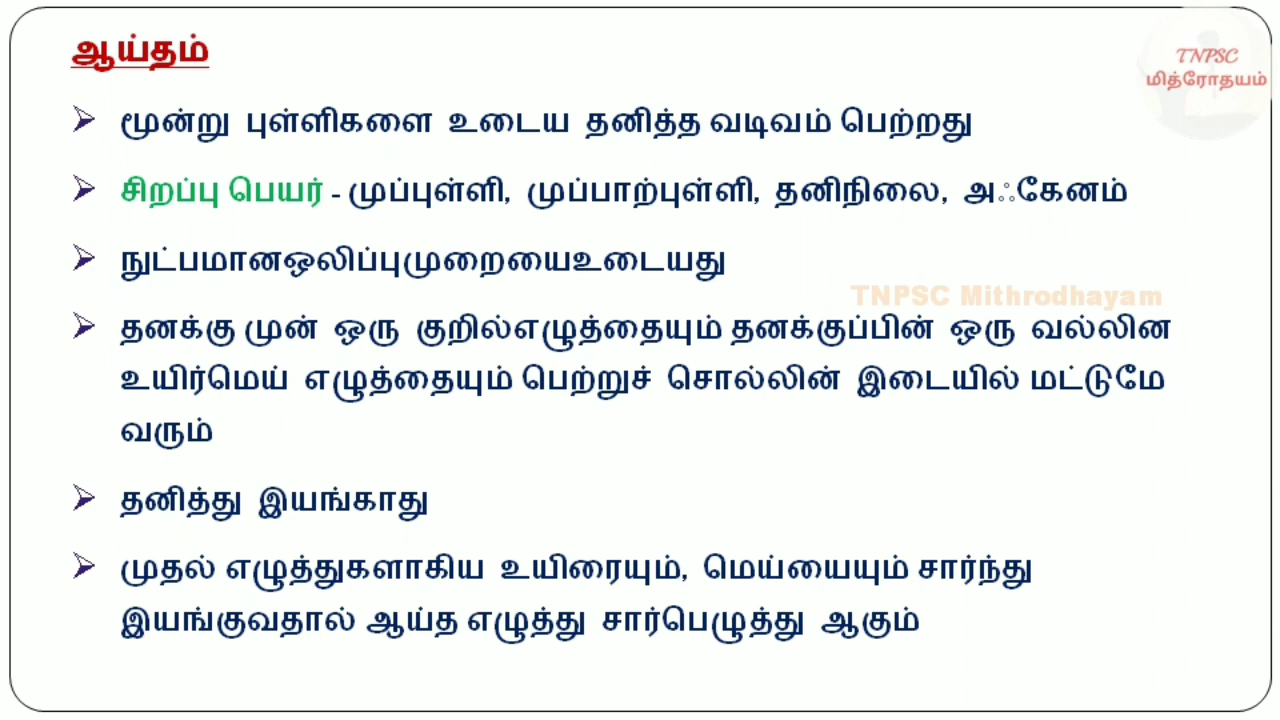 ஆய்தம்
TNPSC
மித்ரோதயம்
➢ மூன்று புள்ளிகளை உடைய தனித்த வடிவம் பெற்றது
➢ சிறப்பு பெயர் - முப்புள்ளி, முப்பாற்புள்ளி, தனிநிலை, அஃகேனம்
➢ நுட்பமானஒலிப்புமுறையைஉடையது
TNPSC Mithrodhayam
➢ தனக்கு முன் ஒரு குறில்எழுத்தையும் தனக்குப்பின் ஒரு வல்லின
உயிர்மெய் எழுத்தையும் பெற்றுச் சொல்லின் இடையில் மட்டுமே
வரும்
➢ தனித்து இயங்காது
➢ முதல் எழுத்துகளாகிய உயிரையும், மெய்யையும் சார்ந்து
இயங்குவதால் ஆய்த எழுத்து சார்பெழுத்து ஆகும்